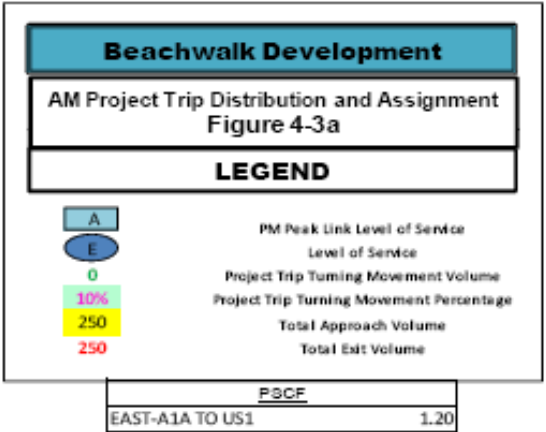 Beachwalk Development
AM Project Trip Distribution and Assignment
Figure 4-3a
LEGEND
A PM Peak Link Level of Service
E Level of Service
0 Project Trip Turning Movement Volume
10% Project Trip Turning Movement Percentage
250 Total Approach Volume
250 Total Exit Volume
PSCF
EAST-A1A TO US1 1.20